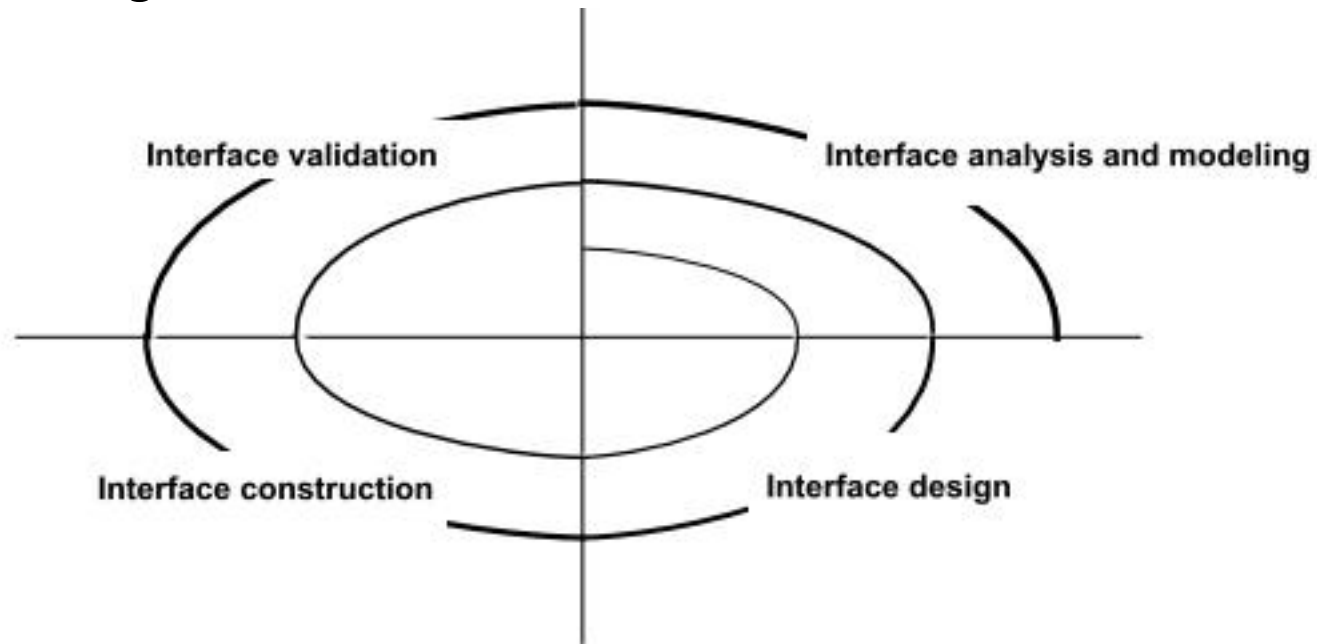 Interface validation
Interface analysis and modeling
Interface construction
Interface design